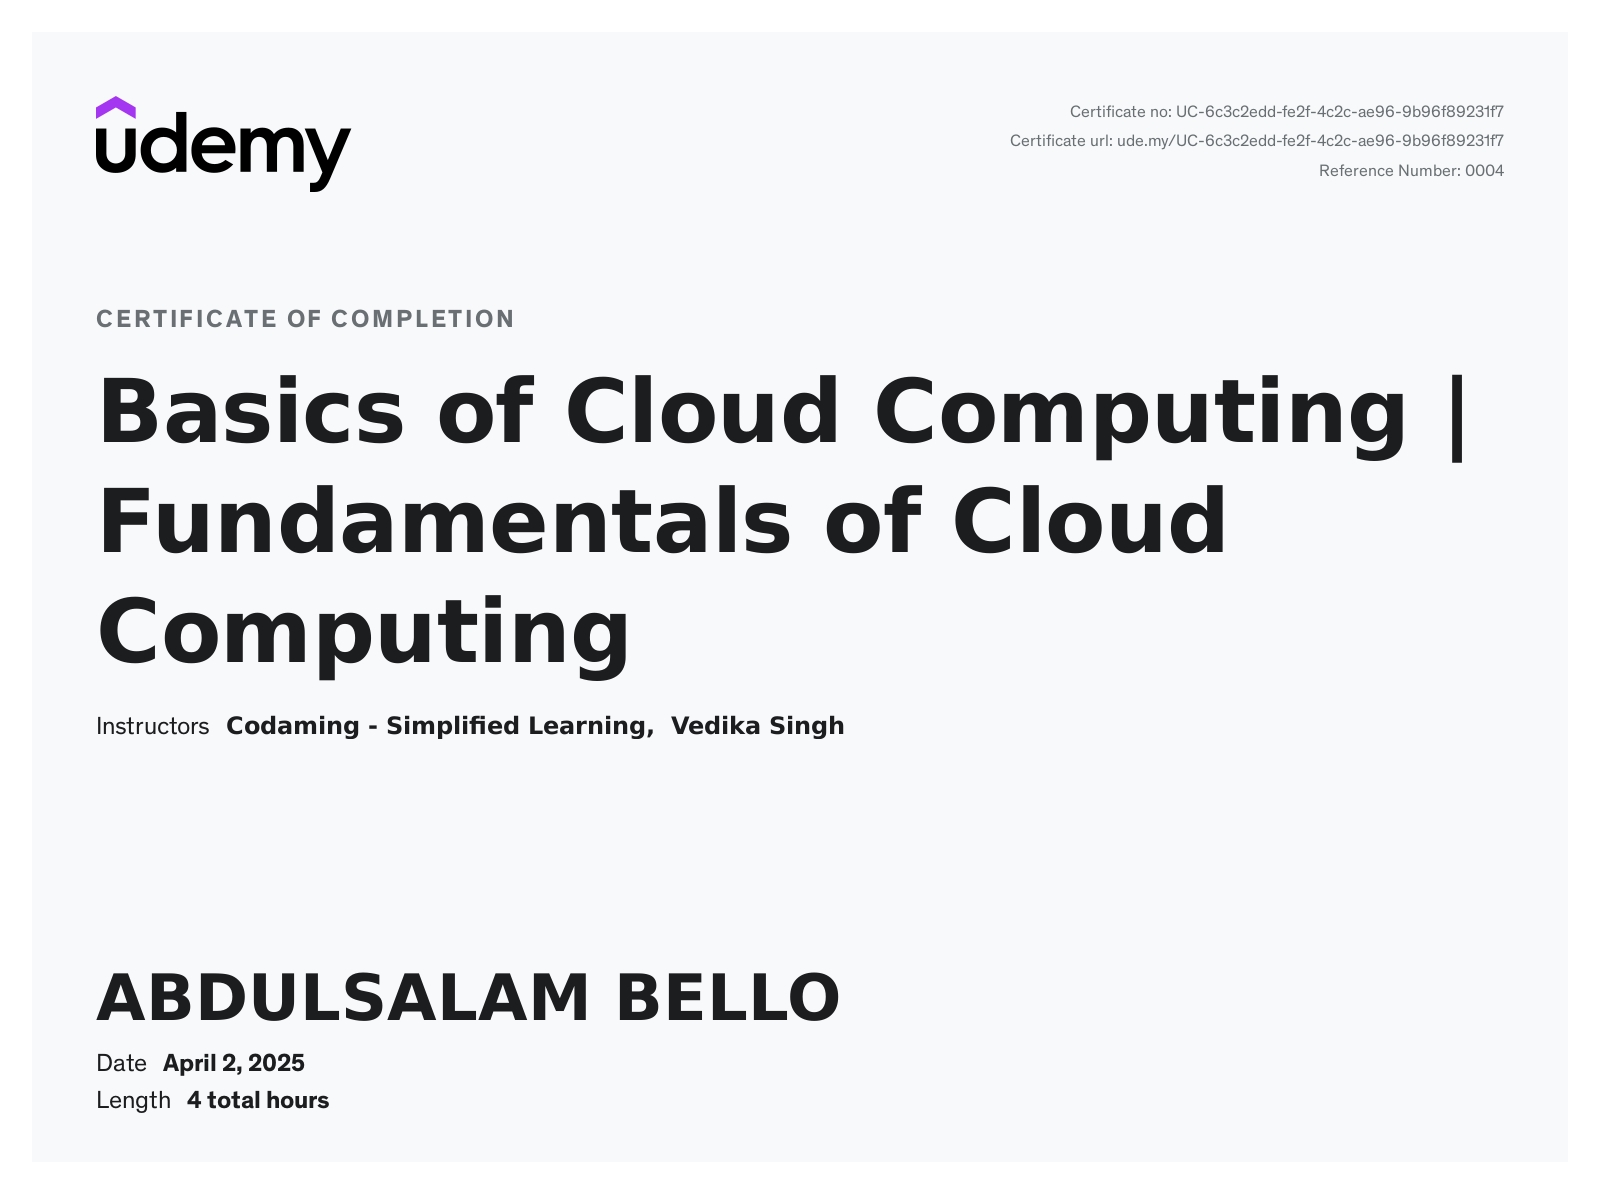 udemy
Certificate no: UC-6c3c2edd-fe2f-4c2c-ae96-9b96f89231f7
Certificate url: ude.my/UC-6c3c2edd-fe2f-4c2c-ae96-9b96f89231f7
Reference Number: 0004
CERTIFICATE OF COMPLETION
Basics of Cloud Computing |
Fundamentals of Cloud
Computing
Instructors Codaming - Simplified Learning, Vedika Singh
ABDULSALAM BELLO
Date April 2, 2025
Length 4 total hours